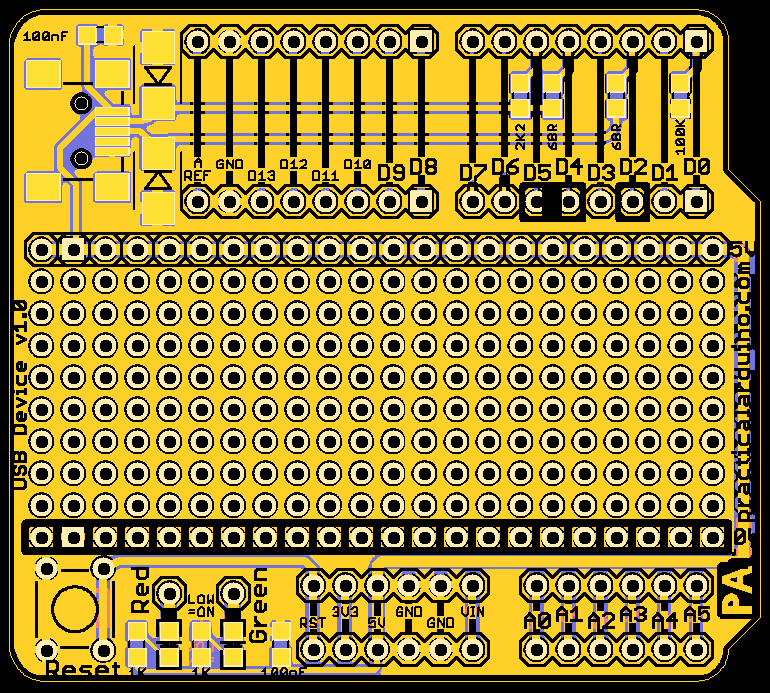 100nF
2K2
68R
68R
100K
A
REF
GND
D13
D12
D11
D10
D9
D8
D7
D6
D5
D4
D3
D2
D1
D0
5V
USB Device v1.0
practicalarduino.com
0V
PA
Reset
Red
LOW
=ON
Green
1K
1K
100nF
RST
3V3
5V
GND
GND
VIN
A0
A1
A2
A3
A4
A5